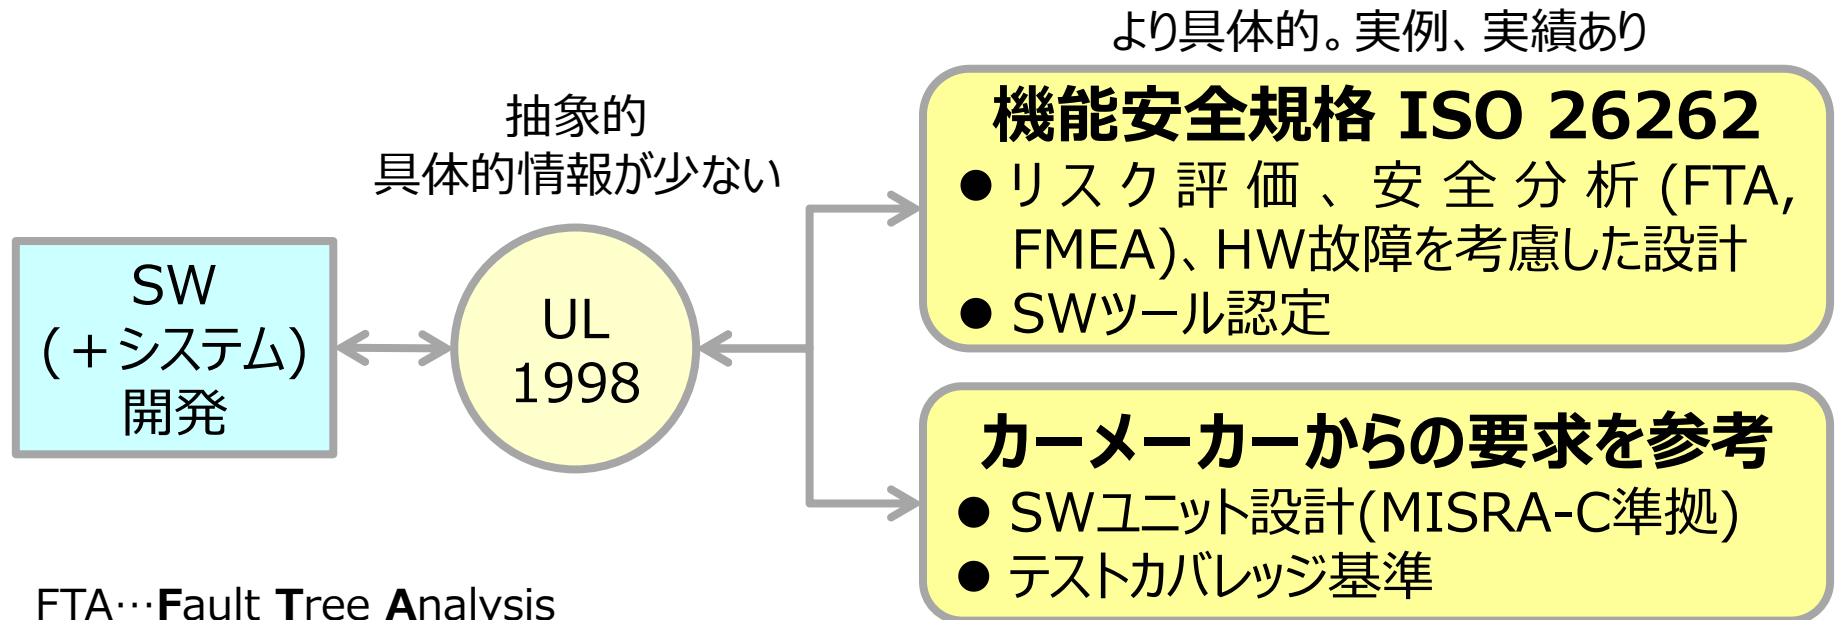 より具体的。実例、実績あり
抽象的
具体的情報が少ない
機能安全規格 ISO 26262
●リスク評価、安全分析(FTA,
FMEA)、HW故障を考慮した設計
●SWツール認定
SW
(+システム)
開発
UL
1998
カーメーカーからの要求を参考
●SWユニット設計(MISRA-C準拠)
●テストカバレッジ基準
FTA…Fault Tree Analysis